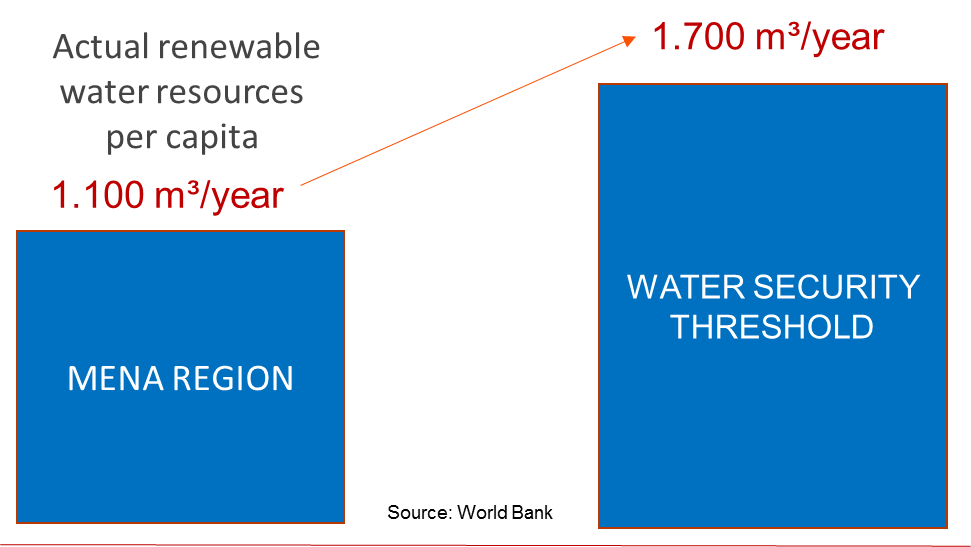 Actual renewable
water resources
per capita
1.100 m³/year
1.700 m³/year
MENA REGION
WATER SECURITY
THRESHOLD
Source: World Bank